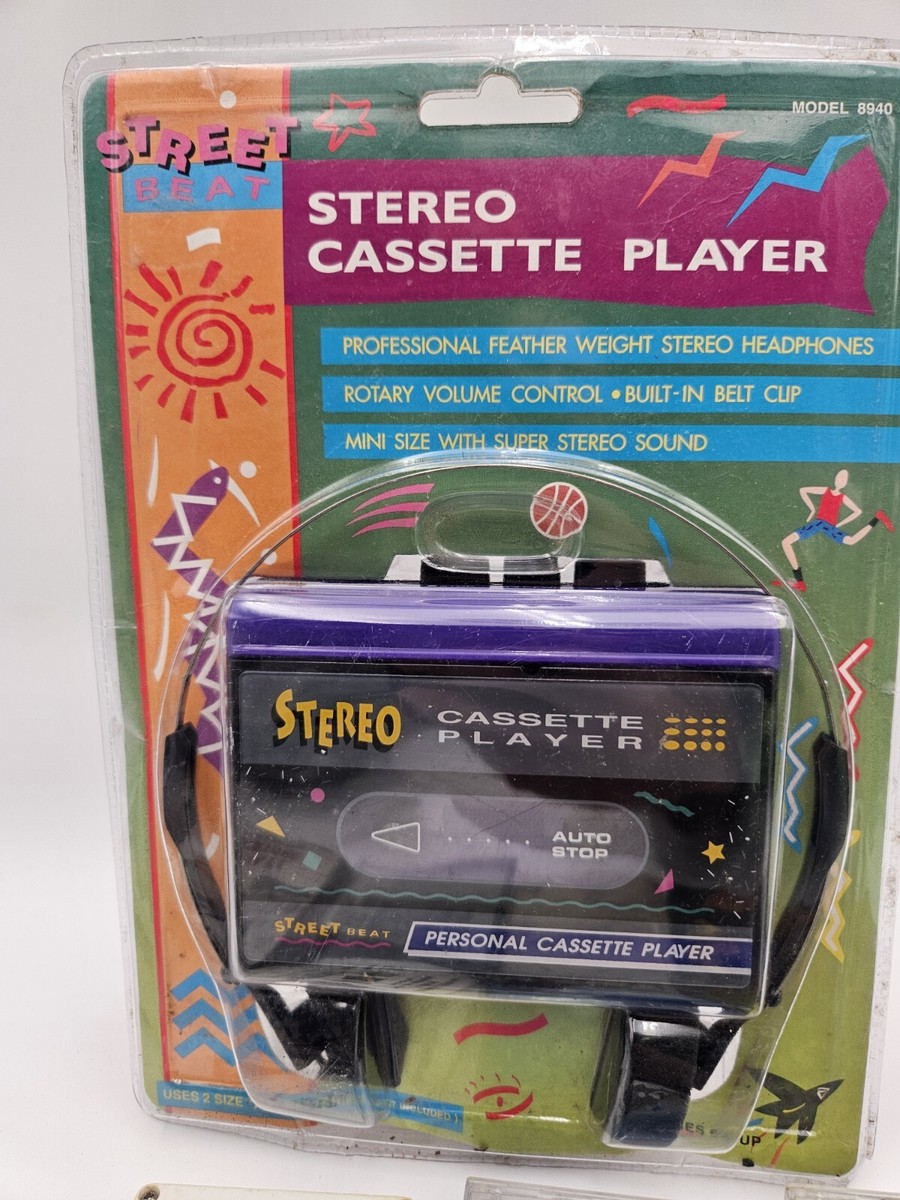 MODEL 8940
STREET
BEAT
STEREO
CASSETTE PLAYER
PROFESSIONAL FEATHER WEIGHT STEREO HEADPHONES
ROTARY VOLUME CONTROL • BUILT-IN BELT CLIP
MINI SIZE WITH SUPER STEREO SOUND
STEREO
CASSETTE
PLAYER
AUTO
STOP
STREET BEAT
PERSONAL CASSETTE PLAYER
USES 2 SIZE
INCLUDED )
UP